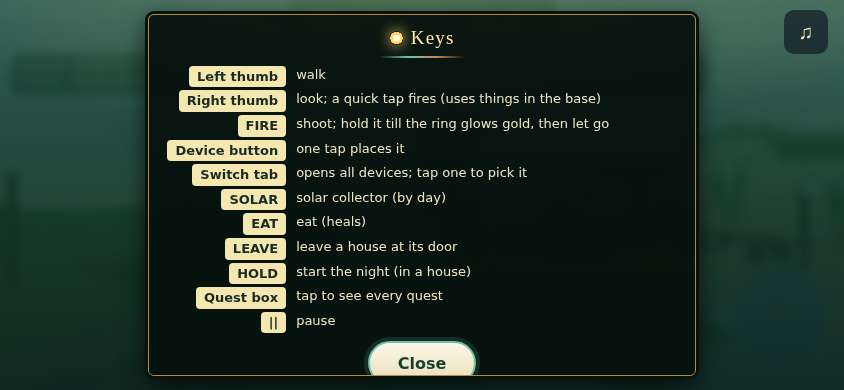 Keys
♫
Left thumb walk
Right thumb look; a quick tap fires (uses things in the base)
FIRE shoot; hold it till the ring glows gold, then let go
Device button one tap places it
Switch tab opens all devices; tap one to pick it
SOLAR solar collector (by day)
EAT eat (heals)
LEAVE leave a house at its door
HOLD start the night (in a house)
Quest box tap to see every quest
|| pause
Close